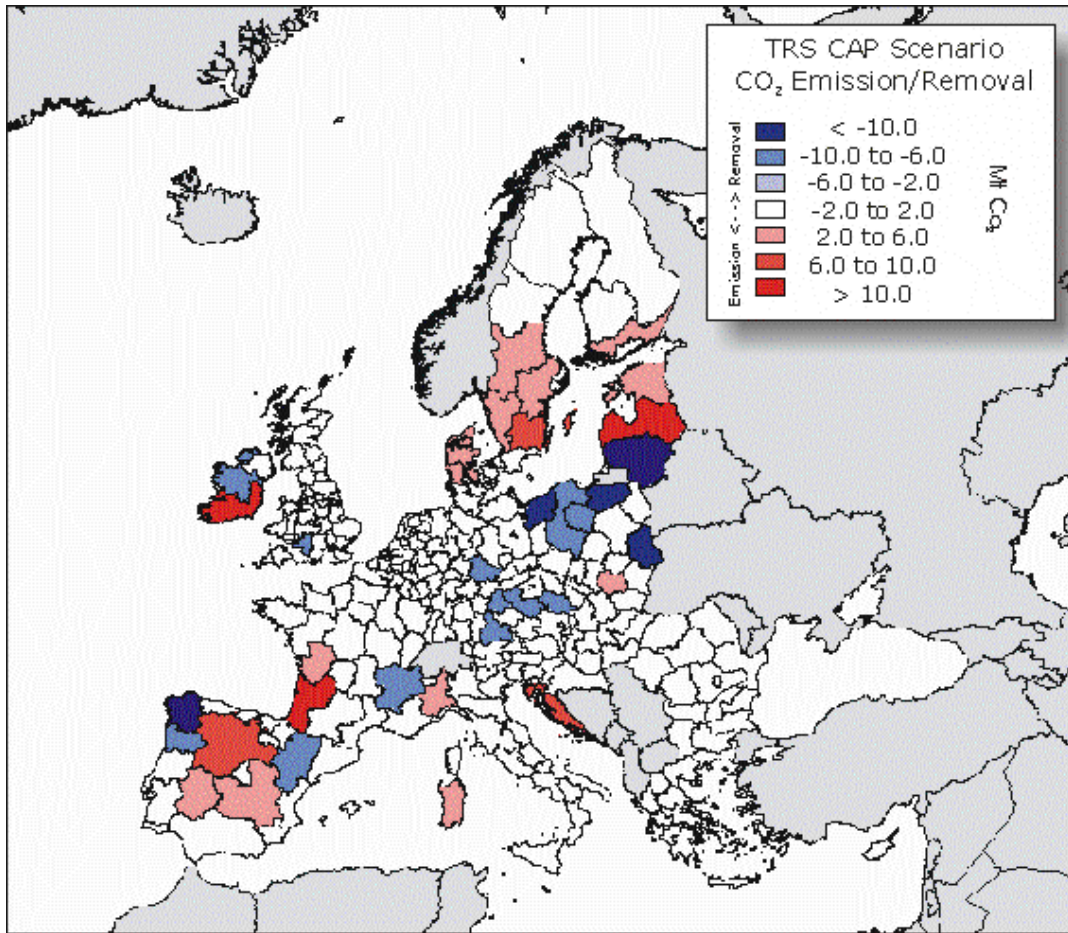 TRS CAP Scenario
CO₂ Emission/Removal
Emission <--> Removal
< -10.0
-10.0 to -6.0
-6.0 to -2.0
-2.0 to 2.0
2.0 to 6.0
6.0 to 10.0
> 10.0
Mt Co₂